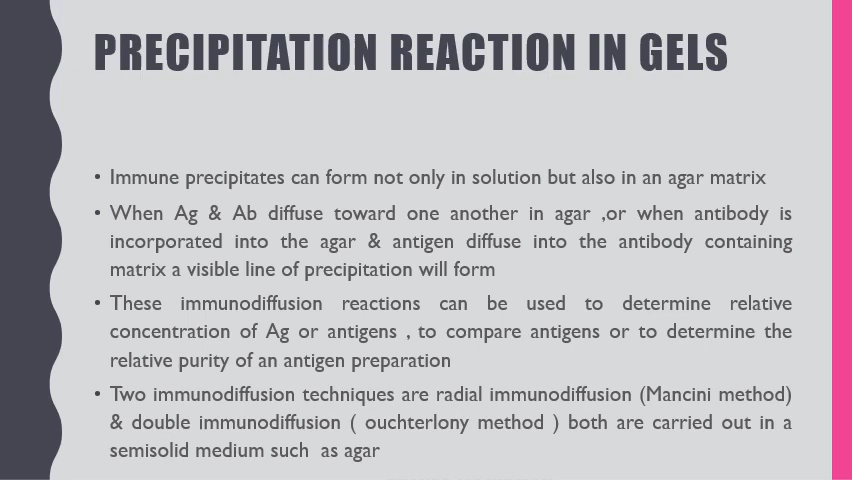 PRECIPITATION REACTION IN GELS
• Immune precipitates can form not only in solution but also in an agar matrix
• When Ag & Ab diffuse toward one another in agar ,or when antibody is
incorporated into the agar & antigen diffuse into the antibody containing
matrix a visible line of precipitation will form
• These immunodiffusion reactions can be used to determine relative
concentration of Ag or antigens , to compare antigens or to determine the
relative purity of an antigen preparation
• Two immunodiffusion techniques are radial immunodiffusion (Mancini method)
& double immunodiffusion ( ouchterlony method ) both are carried out in a
semisolid medium such  as agar